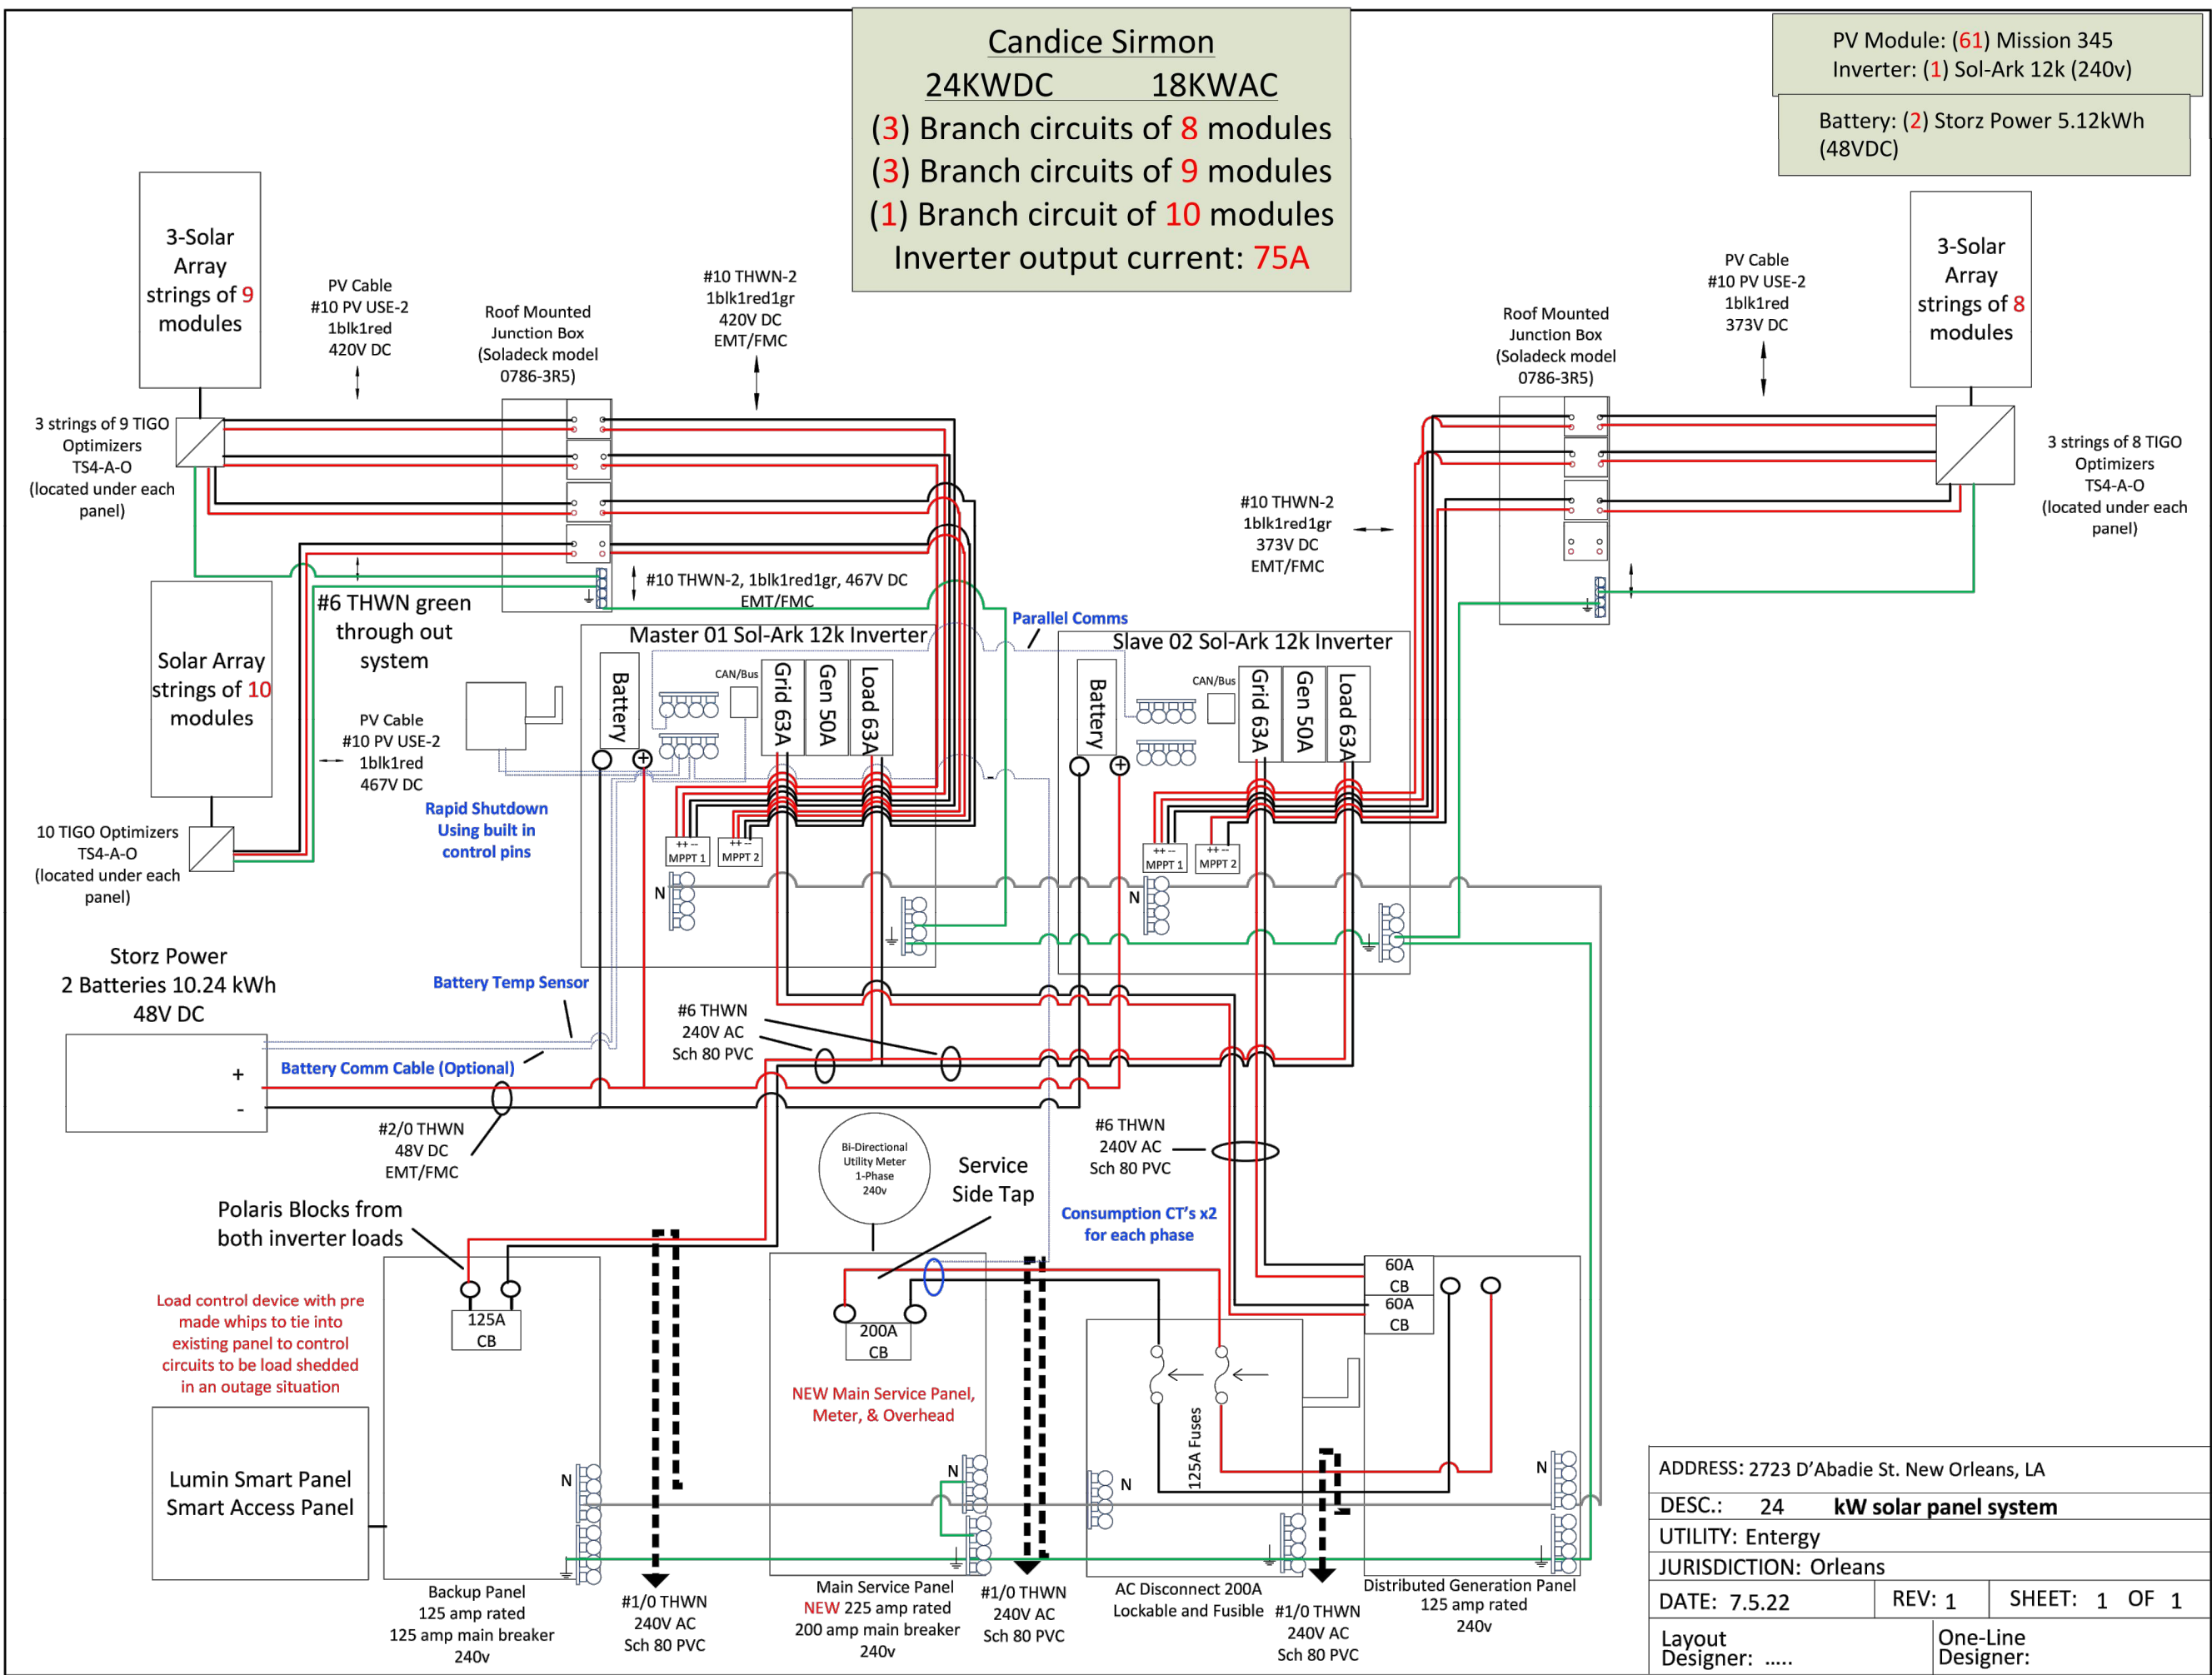 Candice Sirmon
24KWDC 18KWAC
(3) Branch circuits of 8 modules
(3) Branch circuits of 9 modules
(1) Branch circuit of 10 modules
Inverter output current: 75A
PV Module: (61) Mission 345
Inverter: (1) Sol-Ark 12k (240v)
Battery: (2) Storz Power 5.12kWh
(48VDC)
3-Solar
Array
strings of 9
modules
PV Cable
#10 PV USE-2
1blk1red
420V DC
Roof Mounted
Junction Box
(Soladeck model
0786-3R5)
#10 THWN-2
1blk1red1gr
420V DC
EMT/FMC
Roof Mounted
Junction Box
(Soladeck model
0786-3R5)
PV Cable
#10 PV USE-2
1blk1red
373V DC
3-Solar
Array
strings of 8
modules
3 strings of 9 TIGO
Optimizers
TS4-A-O
(located under each
panel)
#10 THWN-2
1blk1red1gr
373V DC
EMT/FMC
3 strings of 8 TIGO
Optimizers
TS4-A-O
(located under each
panel)
#10 THWN-2, 1blk1red1gr, 467V DC
EMT/FMC
#6 THWN green
through out
system
Solar Array
strings of 10
modules
PV Cable
#10 PV USE-2
1blk1red
467V DC
10 TIGO Optimizers
TS4-A-O
(located under each
panel)
Parallel Comms
Master 01 Sol-Ark 12k Inverter
Battery
+
CAN/Bus
Grid 63A
Gen 50A
Load 63A
++ --
MPPT 1
++ --
MPPT 2
N
Slave 02 Sol-Ark 12k Inverter
Battery
+
CAN/Bus
Grid 63A
Gen 50A
Load 63A
++ --
MPPT 1
++ --
MPPT 2
N
Rapid Shutdown
Using built in
control pins
Storz Power
2 Batteries 10.24 kWh
48V DC
+
-
Battery Temp Sensor
Battery Comm Cable (Optional)
#6 THWN
240V AC
Sch 80 PVC
#2/0 THWN
48V DC
EMT/FMC
Bi-Directional
Utility Meter
1-Phase
240v
Service
Side Tap
#6 THWN
240V AC
Sch 80 PVC
Consumption CT's x2
for each phase
Polaris Blocks from
both inverter loads
Load control device with pre
made whips to tie into
existing panel to control
circuits to be load shedded
in an outage situation
Lumin Smart Panel
Smart Access Panel
125A
CB
N
Backup Panel
125 amp rated
125 amp main breaker
240v
#1/0 THWN
240V AC
Sch 80 PVC
200A
CB
NEW Main Service Panel,
Meter, & Overhead
N
Main Service Panel
NEW 225 amp rated
200 amp main breaker
240v
#1/0 THWN
240V AC
Sch 80 PVC
125A Fuses
N
AC Disconnect 200A
Lockable and Fusible
#1/0 THWN
240V AC
Sch 80 PVC
60A
CB
60A
CB
N
Distributed Generation Panel
125 amp rated
240v
ADDRESS: 2723 D'Abadie St. New Orleans, LA
DESC.: 24 kW solar panel system
UTILITY: Entergy
JURISDICTION: Orleans
DATE: 7.5.22 REV: 1 SHEET: 1 OF 1
Layout
Designer: .....
One-Line
Designer: